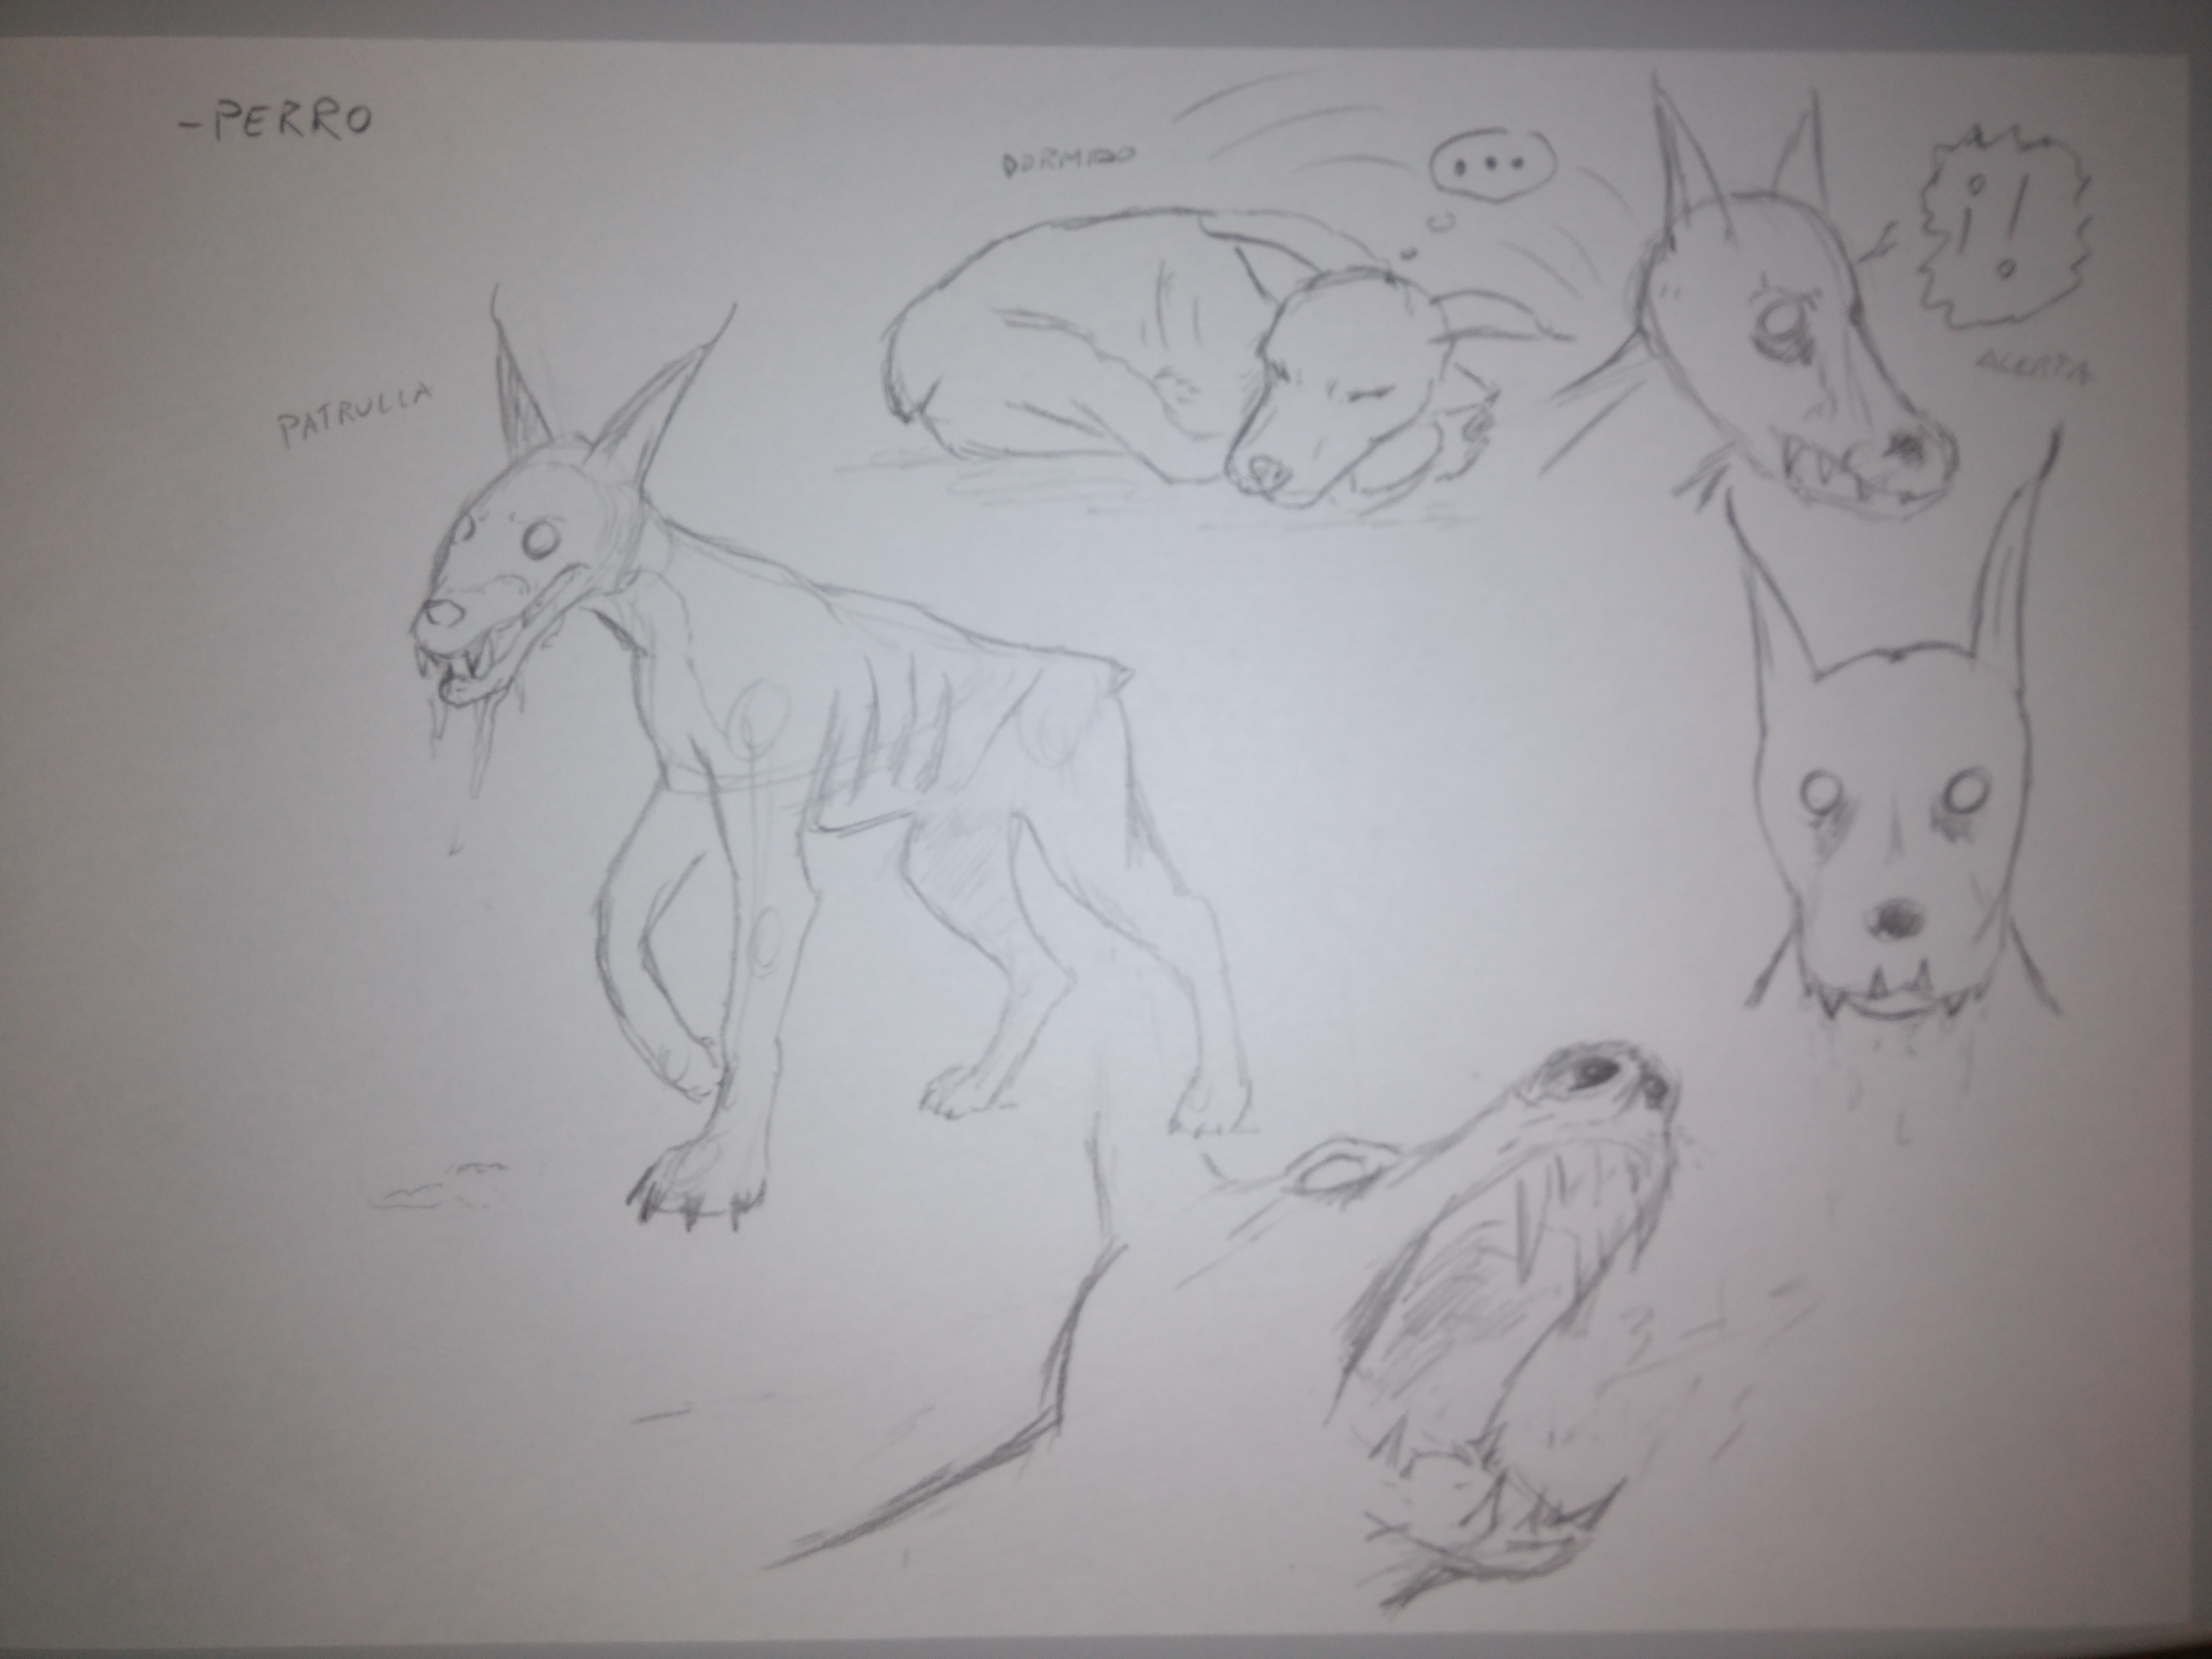 -PERRO
DORMIDO
...
¡!
ALERTA
PATRULLA